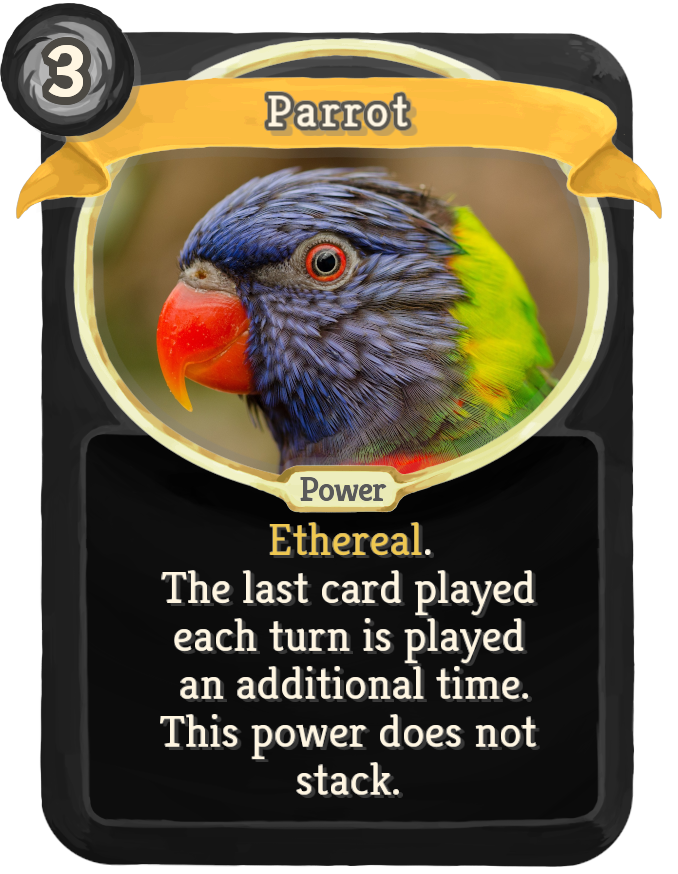 3
Parrot
Power
Ethereal.
The last card played
each turn is played
an additional time.
This power does not
stack.